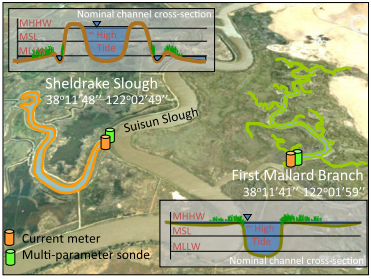 Nominal channel cross-section
MHHW
MSL
MLLW
High
Tide
Sheldrake Slough
38°11'48'' 122°02'49''
Suisun Slough
First Mallard Branch
38°11'41'' 122°01'59''
Current meter
Multi-parameter sonde
MHHW
MSL
MLLW
High
Tide
Nominal channel cross-section